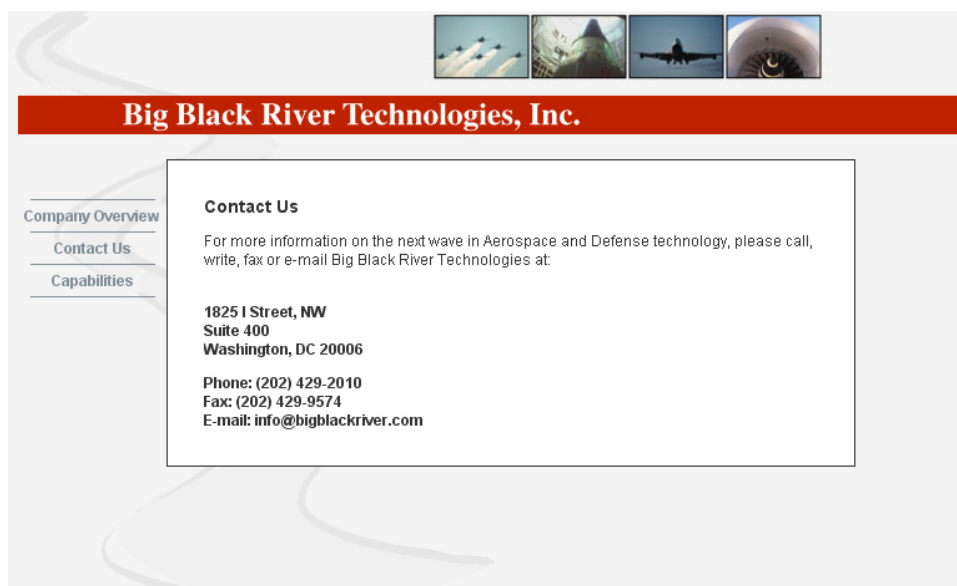 Big Black River Technologies, Inc.
Company Overview
Contact Us
Capabilities
Contact Us
For more information on the next wave in Aerospace and Defense technology, please call,
write, fax or e-mail Big Black River Technologies at:
1825 I Street, NW
Suite 400
Washington, DC 20006
Phone: (202) 429-2010
Fax: (202) 429-9574
E-mail: info@bigblackriver.com